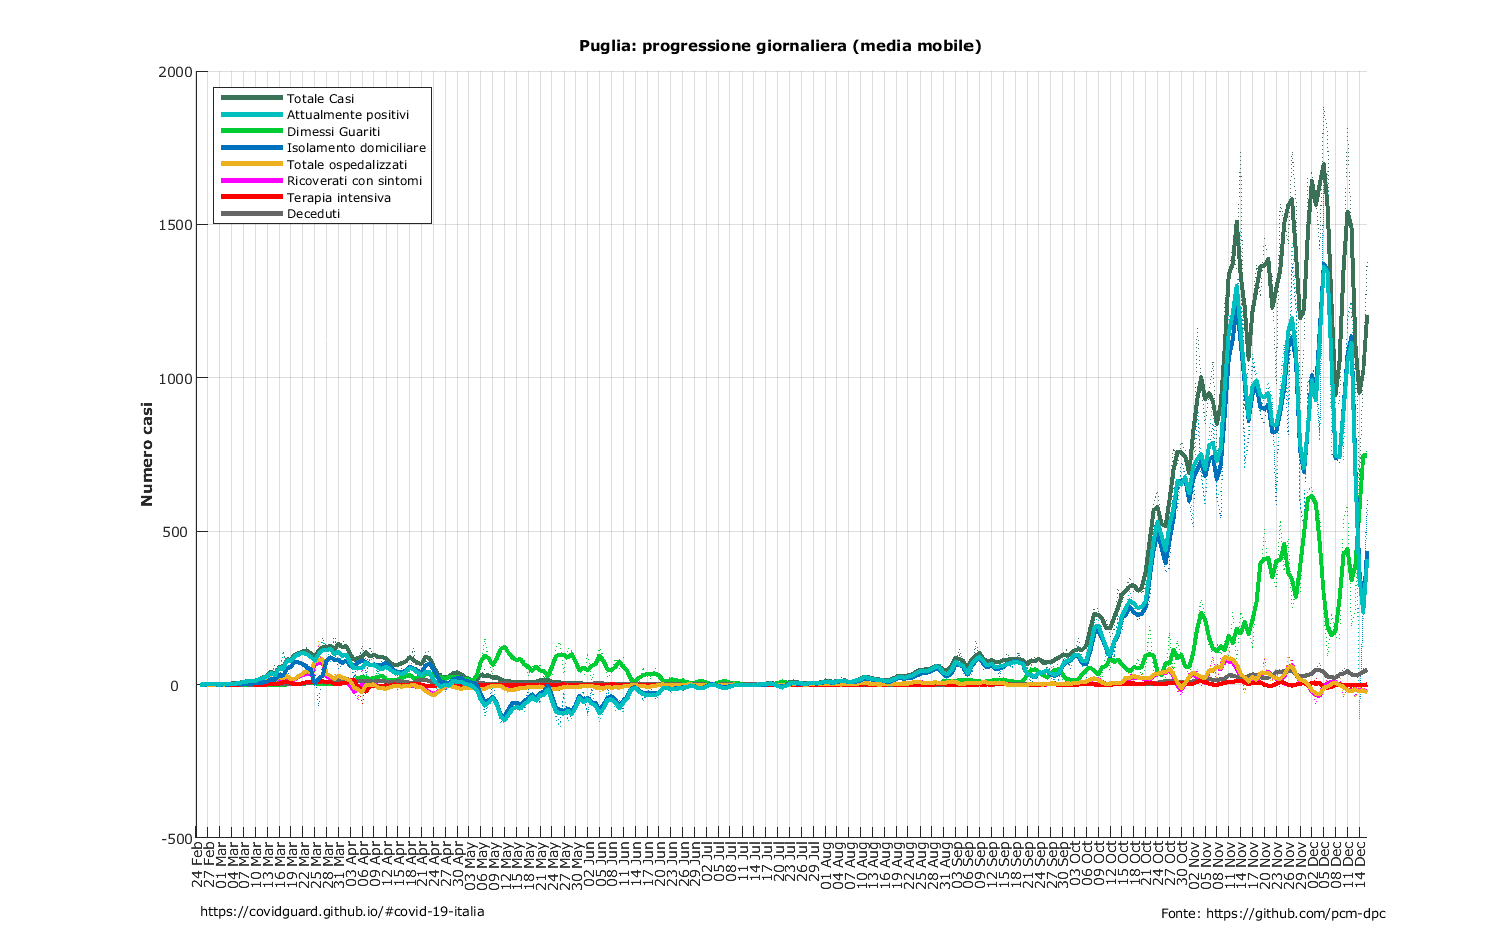 Puglia: progressione giornaliera (media mobile)
Numero casi
2000
1500
1000
500
0
-500
Totale Casi
Attualmente positivi
Dimessi Guariti
Isolamento domiciliare
Totale ospedalizzati
Ricoverati con sintomi
Terapia intensiva
Deceduti
24 Feb
27 Feb
01 Mar
04 Mar
07 Mar
10 Mar
13 Mar
16 Mar
19 Mar
22 Mar
25 Mar
28 Mar
31 Mar
03 Apr
06 Apr
09 Apr
12 Apr
15 Apr
18 Apr
21 Apr
24 Apr
27 Apr
30 Apr
03 May
06 May
09 May
12 May
15 May
18 May
21 May
24 May
27 May
30 May
02 Jun
05 Jun
08 Jun
11 Jun
14 Jun
17 Jun
20 Jun
23 Jun
26 Jun
29 Jun
02 Jul
05 Jul
08 Jul
11 Jul
14 Jul
17 Jul
20 Jul
23 Jul
26 Jul
29 Jul
01 Aug
04 Aug
07 Aug
10 Aug
13 Aug
16 Aug
19 Aug
22 Aug
25 Aug
28 Aug
31 Aug
03 Sep
06 Sep
09 Sep
12 Sep
15 Sep
18 Sep
21 Sep
24 Sep
27 Sep
30 Sep
03 Oct
06 Oct
09 Oct
12 Oct
15 Oct
18 Oct
21 Oct
24 Oct
27 Oct
30 Oct
02 Nov
05 Nov
08 Nov
11 Nov
14 Nov
17 Nov
20 Nov
23 Nov
26 Nov
29 Nov
02 Dec
05 Dec
08 Dec
11 Dec
14 Dec
https://covidguard.github.io/#covid-19-italia
Fonte: https://github.com/pcm-dpc